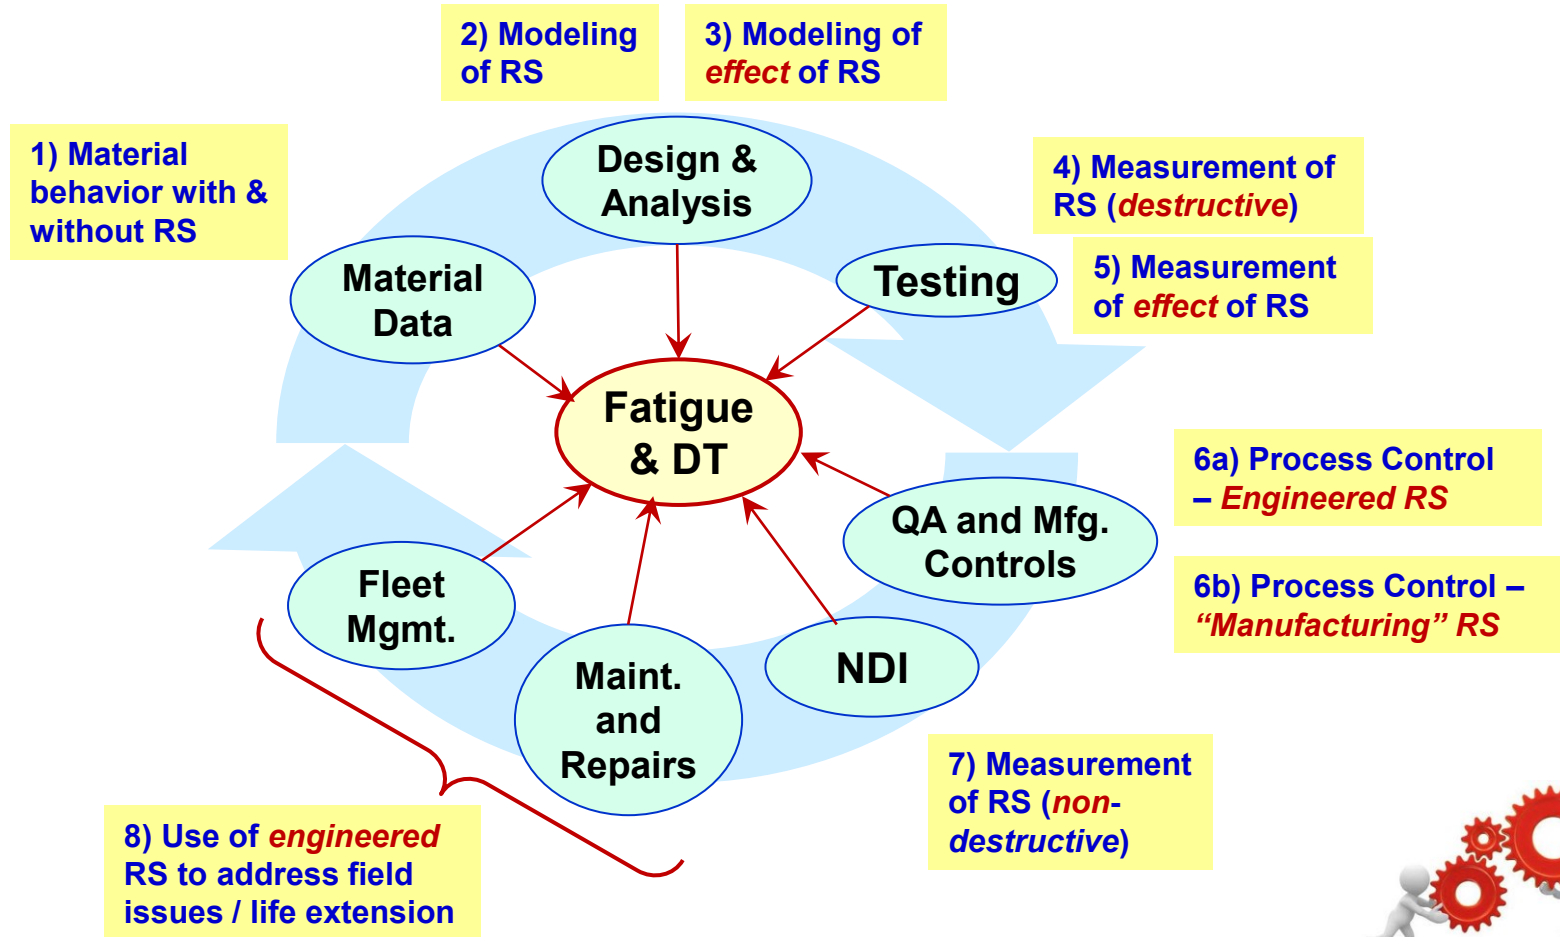 2) Modeling
of RS
3) Modeling of
effect of RS
1) Material
behavior with &
without RS
Design &
Analysis
4) Measurement of
RS (destructive)
Material
Data
Testing
5) Measurement
of effect of RS
Fatigue
& DT
6a) Process Control
– Engineered RS
QA and Mfg.
Controls
6b) Process Control –
“Manufacturing” RS
Fleet
Mgmt.
Maint.
and
Repairs
NDI
7) Measurement
of RS (non-
destructive)
8) Use of engineered
RS to address field
issues / life extension